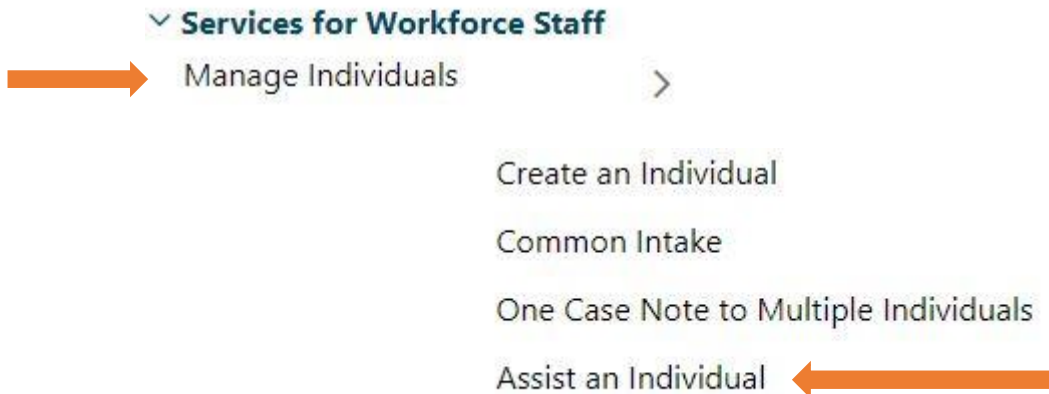 Services for Workforce Staff
Manage Individuals
Create an Individual
Common Intake
One Case Note to Multiple Individuals
Assist an Individual